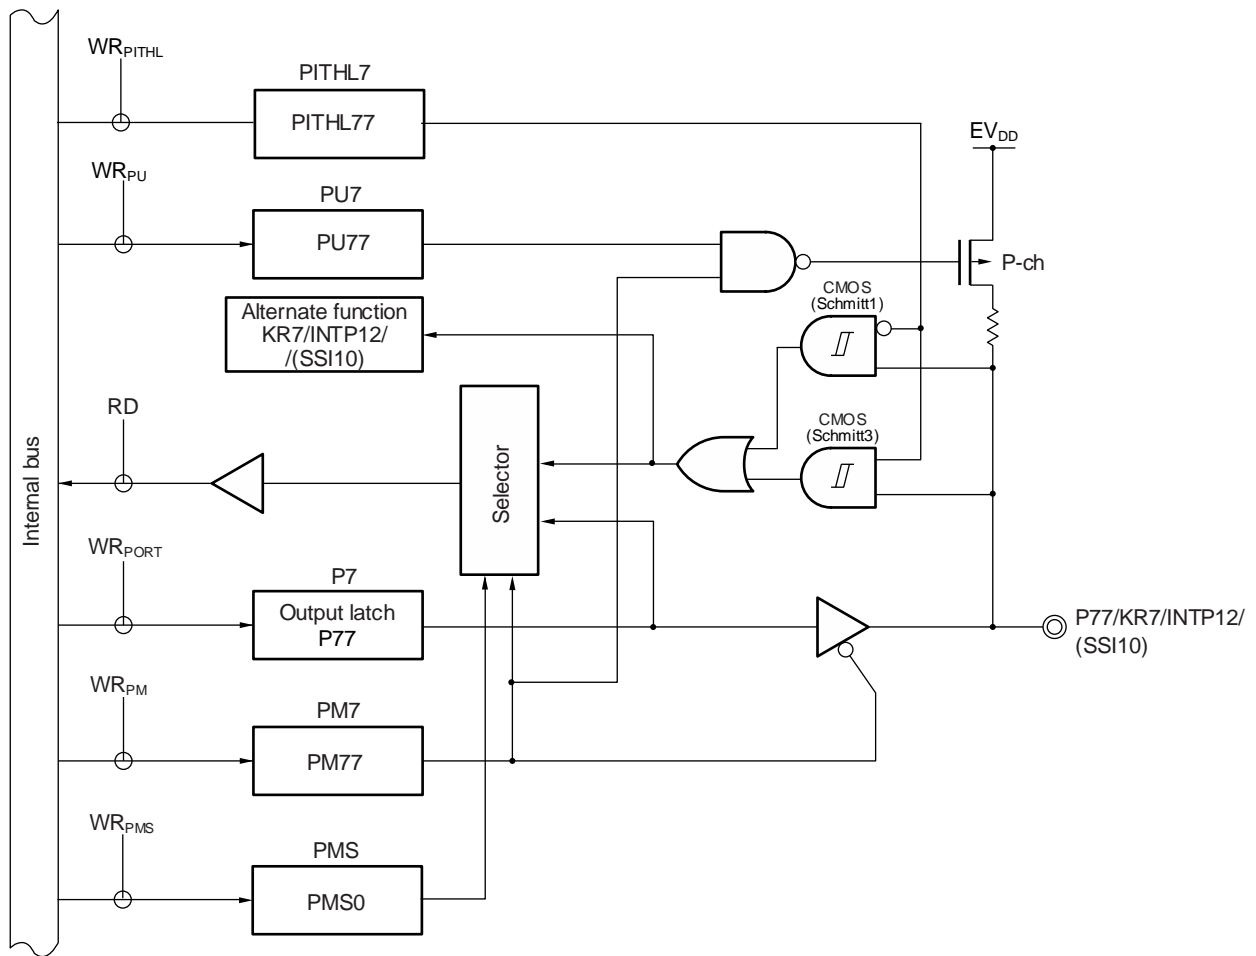 WRPITHL
PITHL7
PITHL77
EVDD
WRPU
PU7
PU77
P-ch
CMOS
(Schmitt1)
Alternate function
KR7/INTP12/
/(SSI10)
RD
CMOS
(Schmitt3)
Selector
Internal bus
WRPORT
P7
Output latch
P77
P77/KR7/INTP12/
(SSI10)
WRPM
PM7
PM77
WRPMS
PMS
PMS0